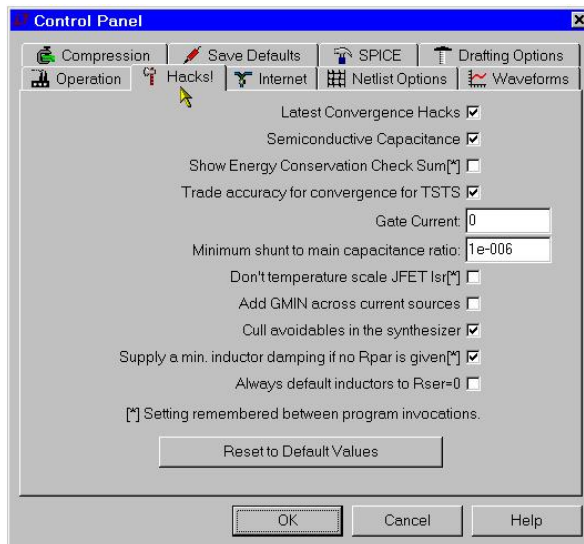 Control Panel
Compression
Save Defaults
SPICE
Drafting Options
Operation
Hacks!
Internet
Netlist Options
Waveforms
Latest Convergence Hacks
Semiconductive Capacitance
Show Energy Conservation Check Sum[*]
Trade accuracy for convergence for TSTS
Gate Current: 0
Minimum shunt to main capacitance ratio: 1e-006
Don't temperature scale JFET Isr[*]
Add GMIN across current sources
Cull avoidables in the synthesizer
Supply a min. inductor damping if no Rpar is given[*]
Always default inductors to Rser=0
[*] Setting remembered between program invocations.
Reset to Default Values
OK
Cancel
Help